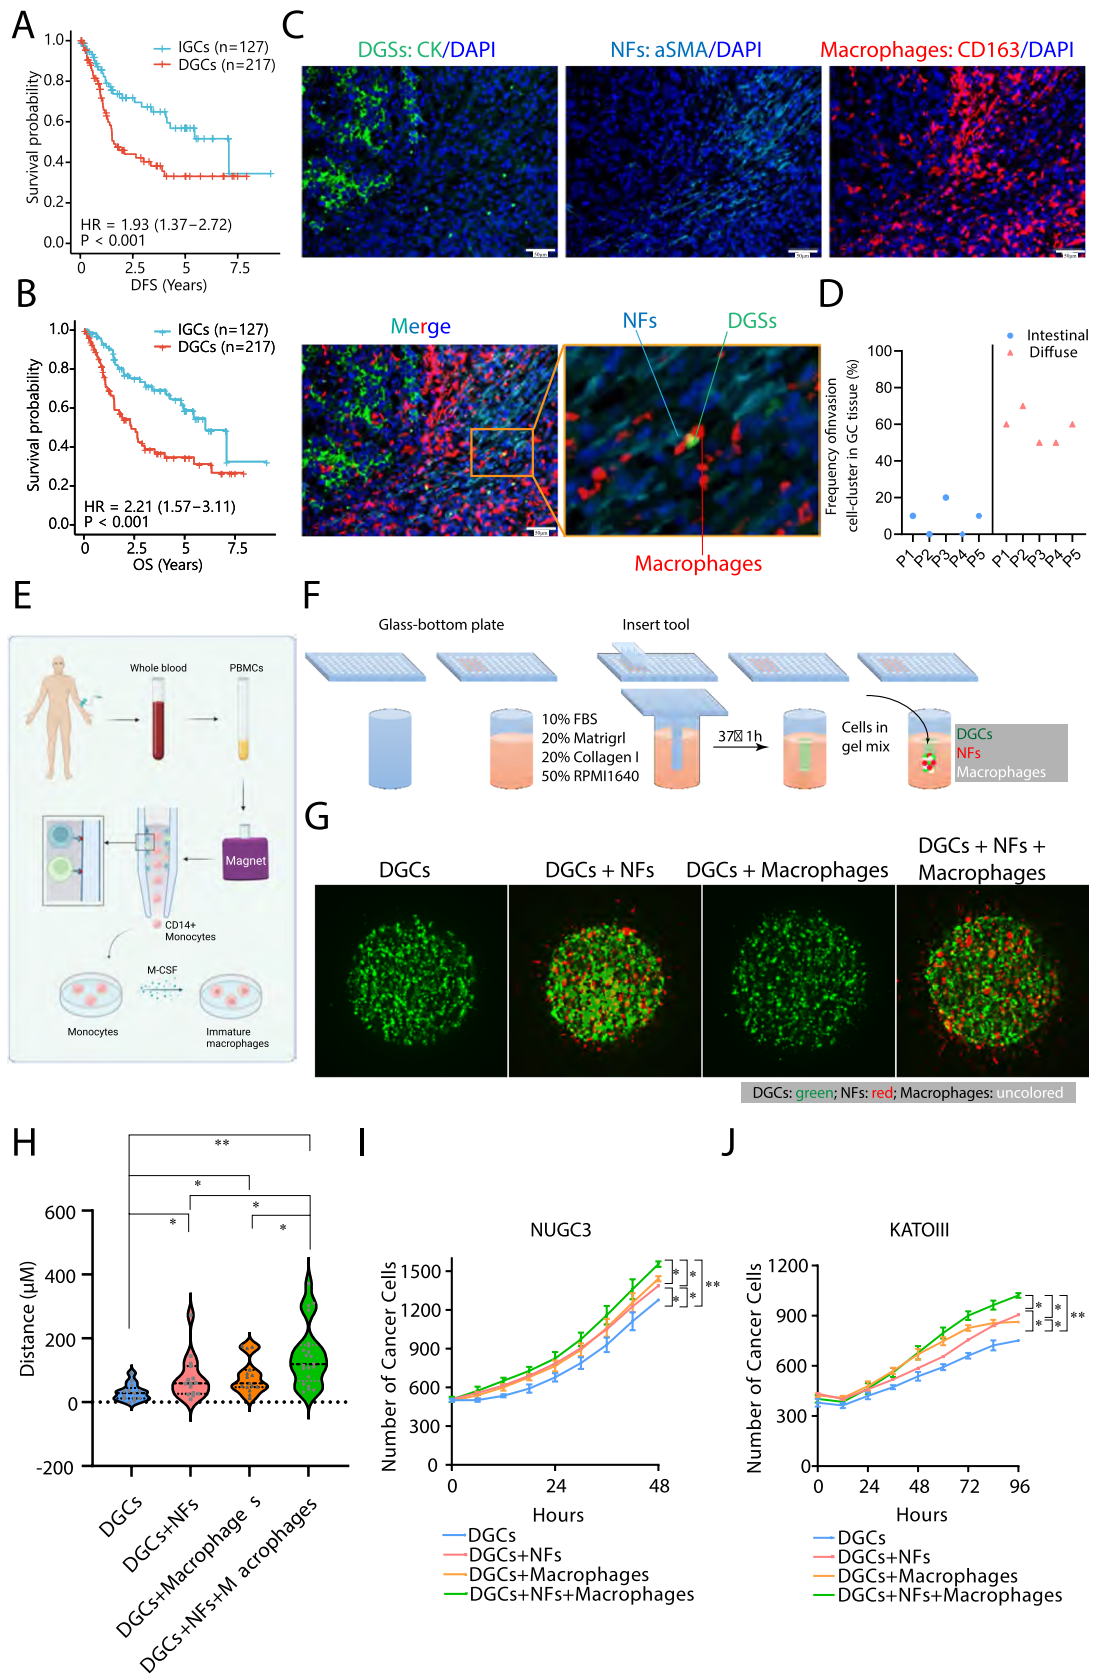 A
IGCs (n=127)
DGCs (n=217)
1.0
0.8
0.6
0.4
0.2
0.0
Survival probability
HR = 1.93 (1.37–2.72)
P < 0.001
0
2.5
5
7.5
DFS (Years)
B
IGCs (n=127)
DGCs (n=217)
1.0
0.8
0.6
0.4
0.2
0.0
Survival probability
HR = 2.21 (1.57–3.11)
P < 0.001
0
2.5
5
7.5
OS (Years)
C
DGSs: CK/DAPI
NFs: aSMA/DAPI
Macrophages: CD163/DAPI
50μm
50μm
50μm
Merge
NFs
DGSs
50μm
Macrophages
D
Intestinal
Diffuse
Frequency ofinvasion
cell-cluster in GC tissue (%)
100
80
60
40
20
0
P1
P2
P3
P4
P5
P1
P2
P3
P4
P5
E
Whole blood
PBMCs
Magnet
CD14+
Monocytes
M-CSF
Monocytes
Immature
macrophages
F
Glass-bottom plate
Insert tool
10% FBS
20% Matrigrl
20% Collagen I
50% RPMI1640
37▯ 1h
Cells in
gel mix
DGCs
NFs
Macrophages
G
DGCs
DGCs + NFs
DGCs + Macrophages
DGCs + NFs +
Macrophages
DGCs: green; NFs: red; Macrophages: uncolored
H
**
*
*
*
*
Distance (μM)
600
400
200
0
-200
DGCs
DGCs+NFs
DGCs+Macrophage s
DGCs+NFs+M acrophages
I
NUGC3
Number of Cancer Cells
1500
1200
900
600
300
0
*
*
*
*
**
0
24
48
Hours
DGCs
DGCs+NFs
DGCs+Macrophages
DGCs+NFs+Macrophages
J
KATOIII
Number of Cancer Cells
1200
900
600
300
0
*
*
*
*
**
0
24
48
72
96
Hours
DGCs
DGCs+NFs
DGCs+Macrophages
DGCs+NFs+Macrophages